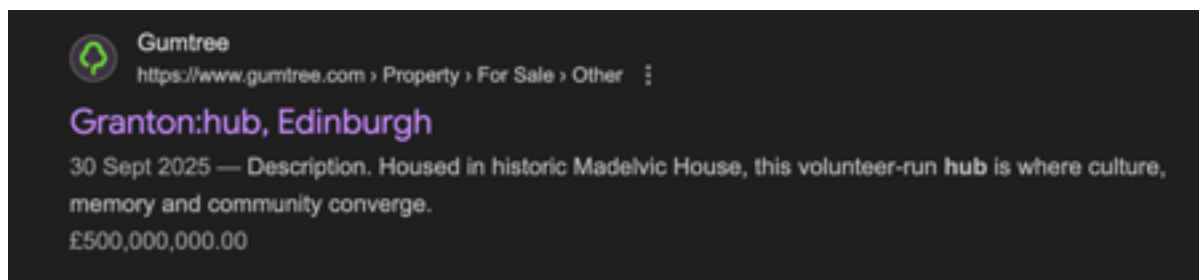 Gumtree
https://www.gumtree.com › Property › For Sale › Other
Granton:hub, Edinburgh
30 Sept 2025 — Description. Housed in historic Madelvic House, this volunteer-run hub is where culture,
memory and community converge.
£500,000,000.00